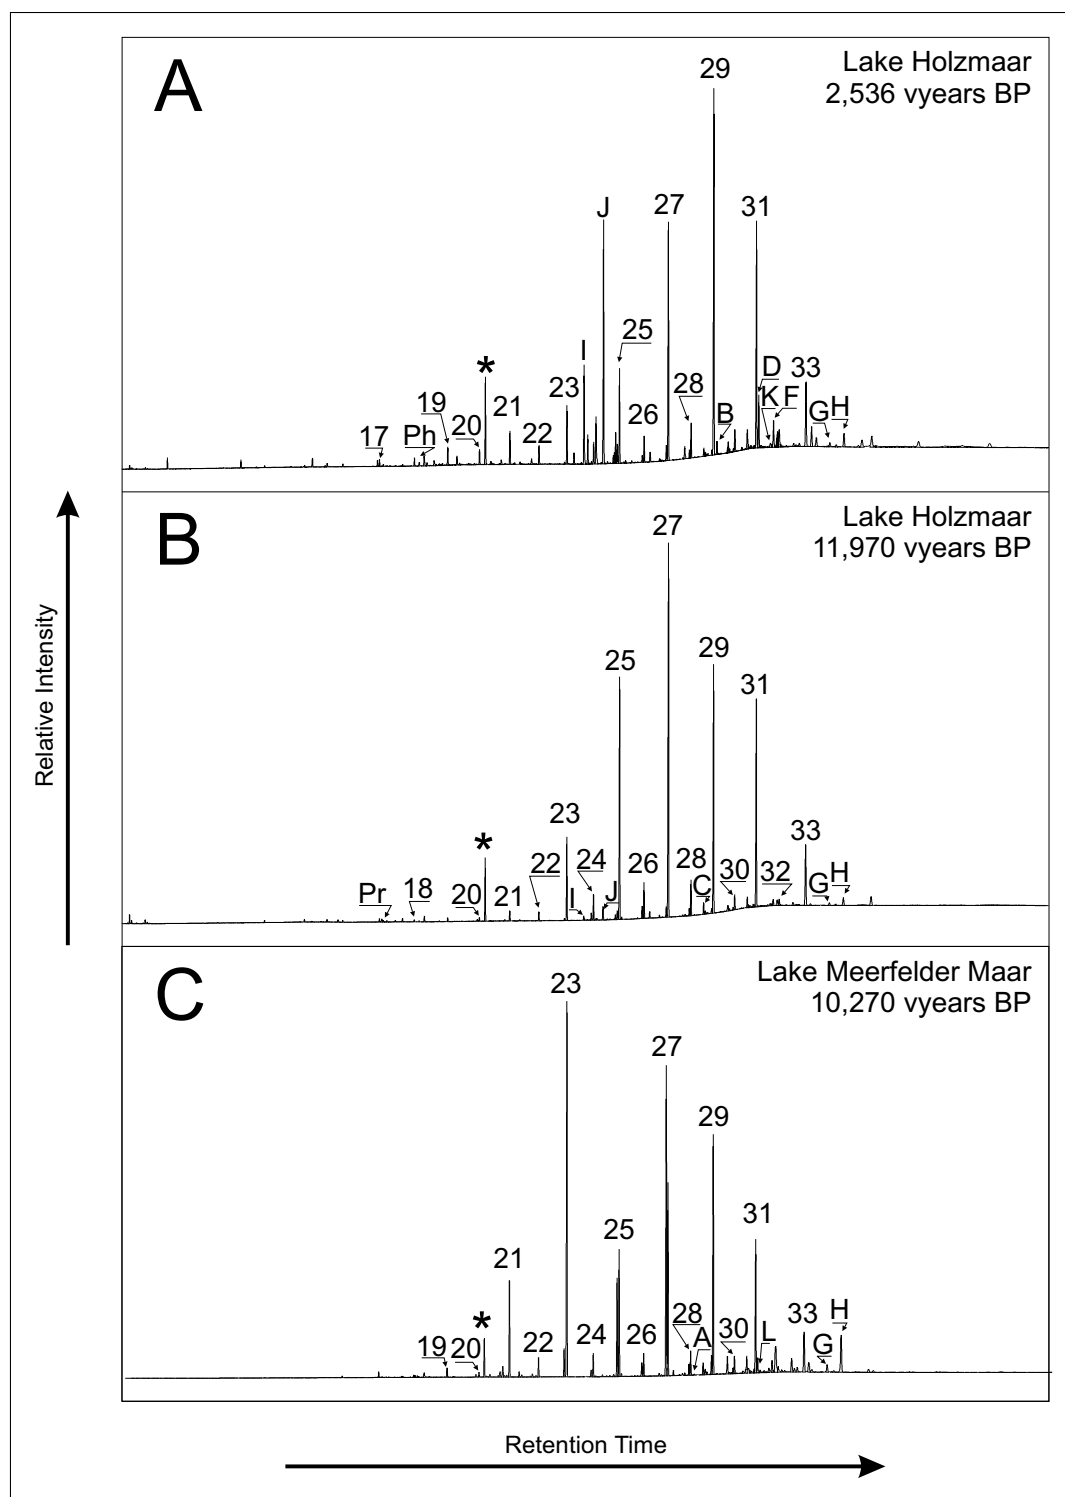 A
Lake Holzmaar
2,536 vyears BP
29
J
27
31
I
25
*
D
33
23
28
19
21
K
F
20
22
26
B
G
H
17
Ph
B
Lake Holzmaar
11,970 vyears BP
27
29
25
31
23
33
*
24
22
26
28
30
32
G
H
Pr
18
20
21
I
J
C
C
Lake Meerfelder Maar
10,270 vyears BP
23
27
29
31
25
21
*
28
33
H
19
20
22
24
26
A
30
L
G
Relative Intensity
Retention Time